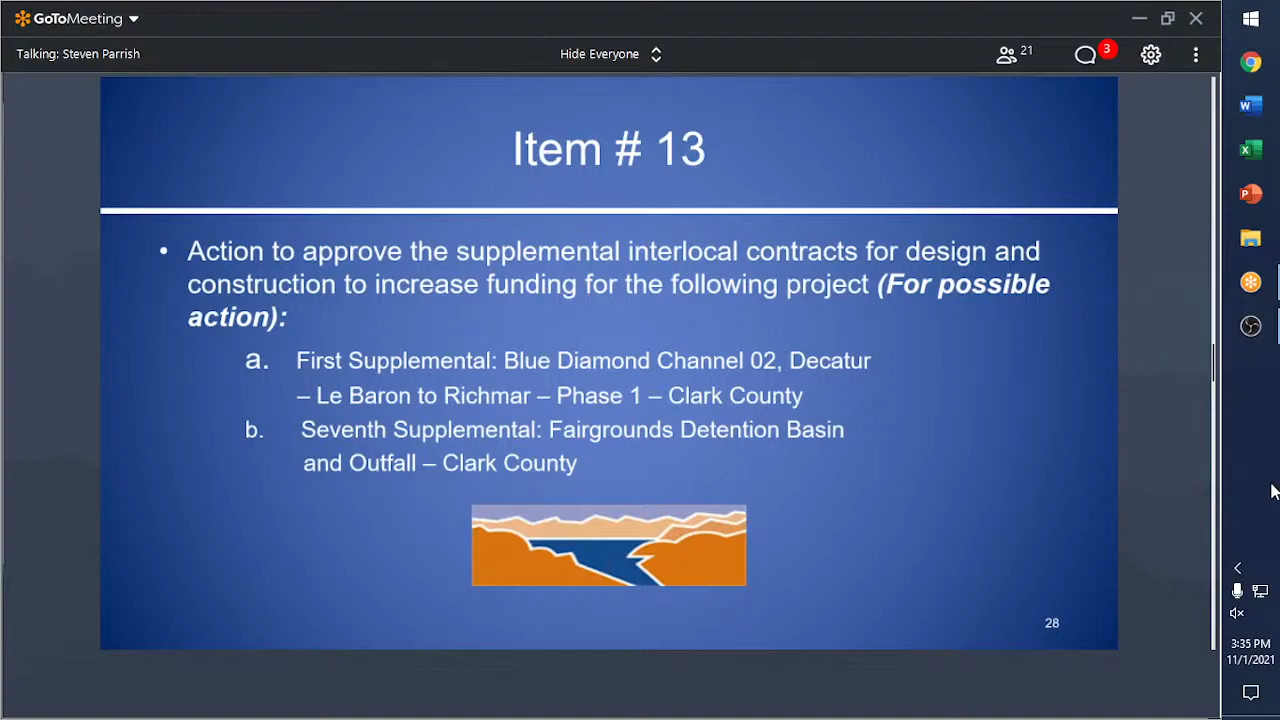 GoToMeeting
Talking: Steven Parrish
Hide Everyone
21
3
Item # 13
• Action to approve the supplemental interlocal contracts for design and
construction to increase funding for the following project (For possible
action):
a. First Supplemental: Blue Diamond Channel 02, Decatur
– Le Baron to Richmar – Phase 1 – Clark County
b. Seventh Supplemental: Fairgrounds Detention Basin
and Outfall – Clark County
28
W
X
P
3:35 PM
11/1/2021